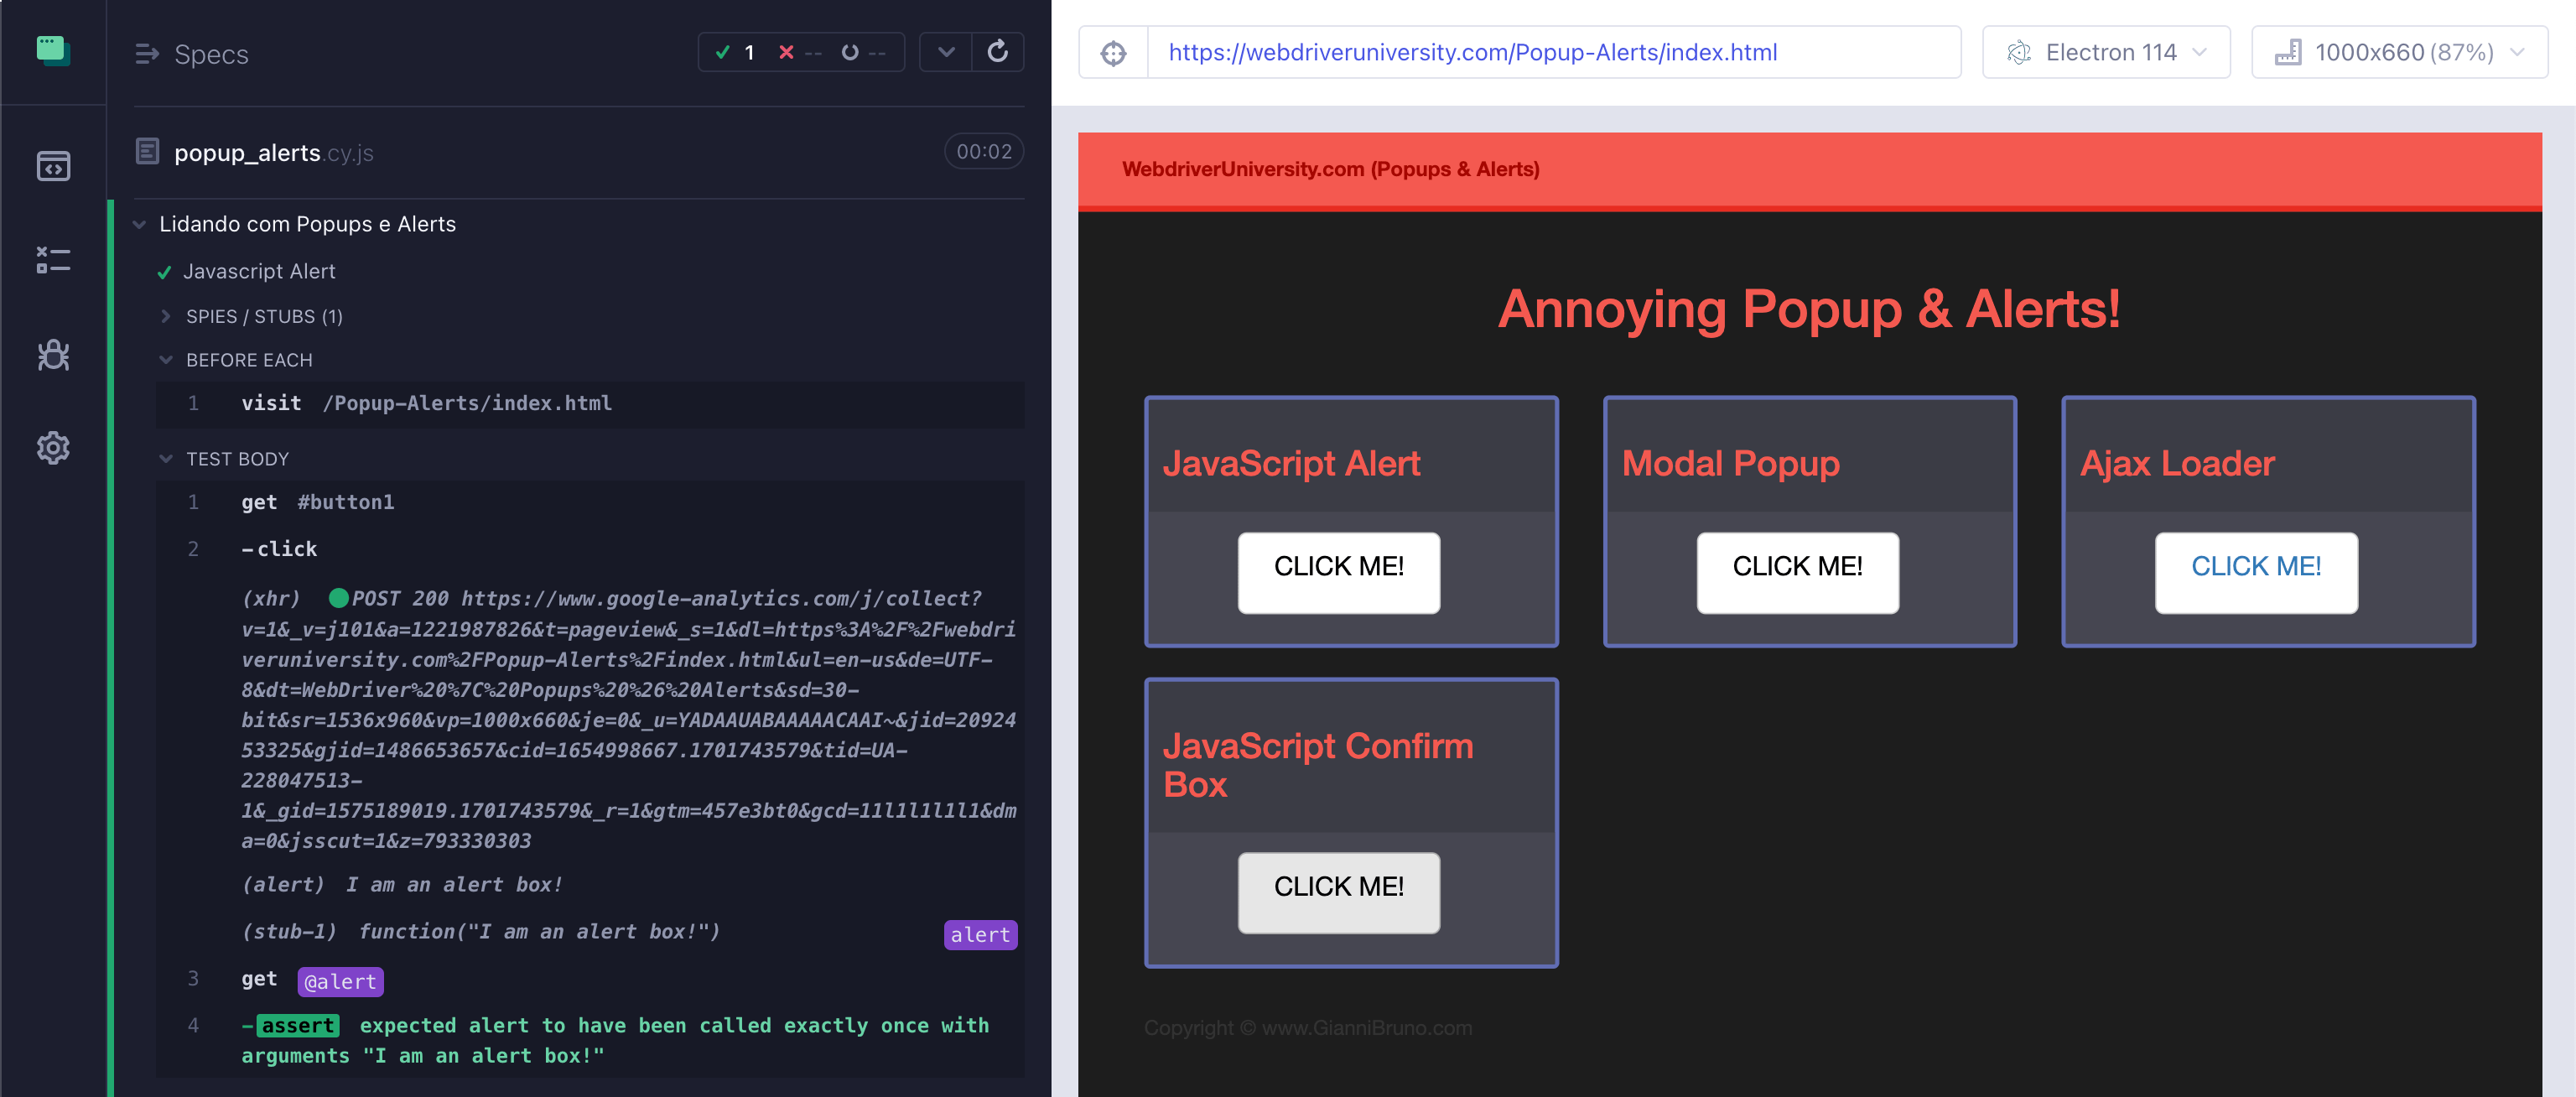 Specs
1 -- --
popup_alerts.cy.js
00:02
Lidando com Popups e Alerts
Javascript Alert
SPIES / STUBS (1)
BEFORE EACH
1 visit /Popup-Alerts/index.html
TEST BODY
1 get #button1
2 -click
(xhr) POST 200 https://www.google-analytics.com/j/collect?
v=1&_v=j101&a=1221987826&t=pageview&_s=1&dl=https%3A%2F%2Fwebdri
veruniversity.com%2FPopup-Alerts%2Findex.html&ul=en-us&de=UTF-
8&dt=WebDriver%20%7C%20Popups%20%26%20Alerts&sd=30-
bit&sr=1536x960&vp=1000x660&je=0&_u=YADAAUABAAAAACAAI~&jid=20924
53325&gjid=1486653657&cid=1654998667.1701743579&tid=UA-
228047513-
1&_gid=1575189019.1701743579&_r=1&gtm=457e3bt0&gcd=11l1l1l1l1&dm
a=0&jsscut=1&z=793330303
(alert) I am an alert box!
(stub-1) function("I am an alert box!") alert
3 get @alert
4 -assert expected alert to have been called exactly once with
arguments "I am an alert box!"
https://webdriveruniversity.com/Popup-Alerts/index.html
Electron 114
1000x660 (87%)
WebdriverUniversity.com (Popups & Alerts)
Annoying Popup & Alerts!
JavaScript Alert
CLICK ME!
Modal Popup
CLICK ME!
Ajax Loader
CLICK ME!
JavaScript Confirm
Box
CLICK ME!
Copyright © www.GianniBruno.com